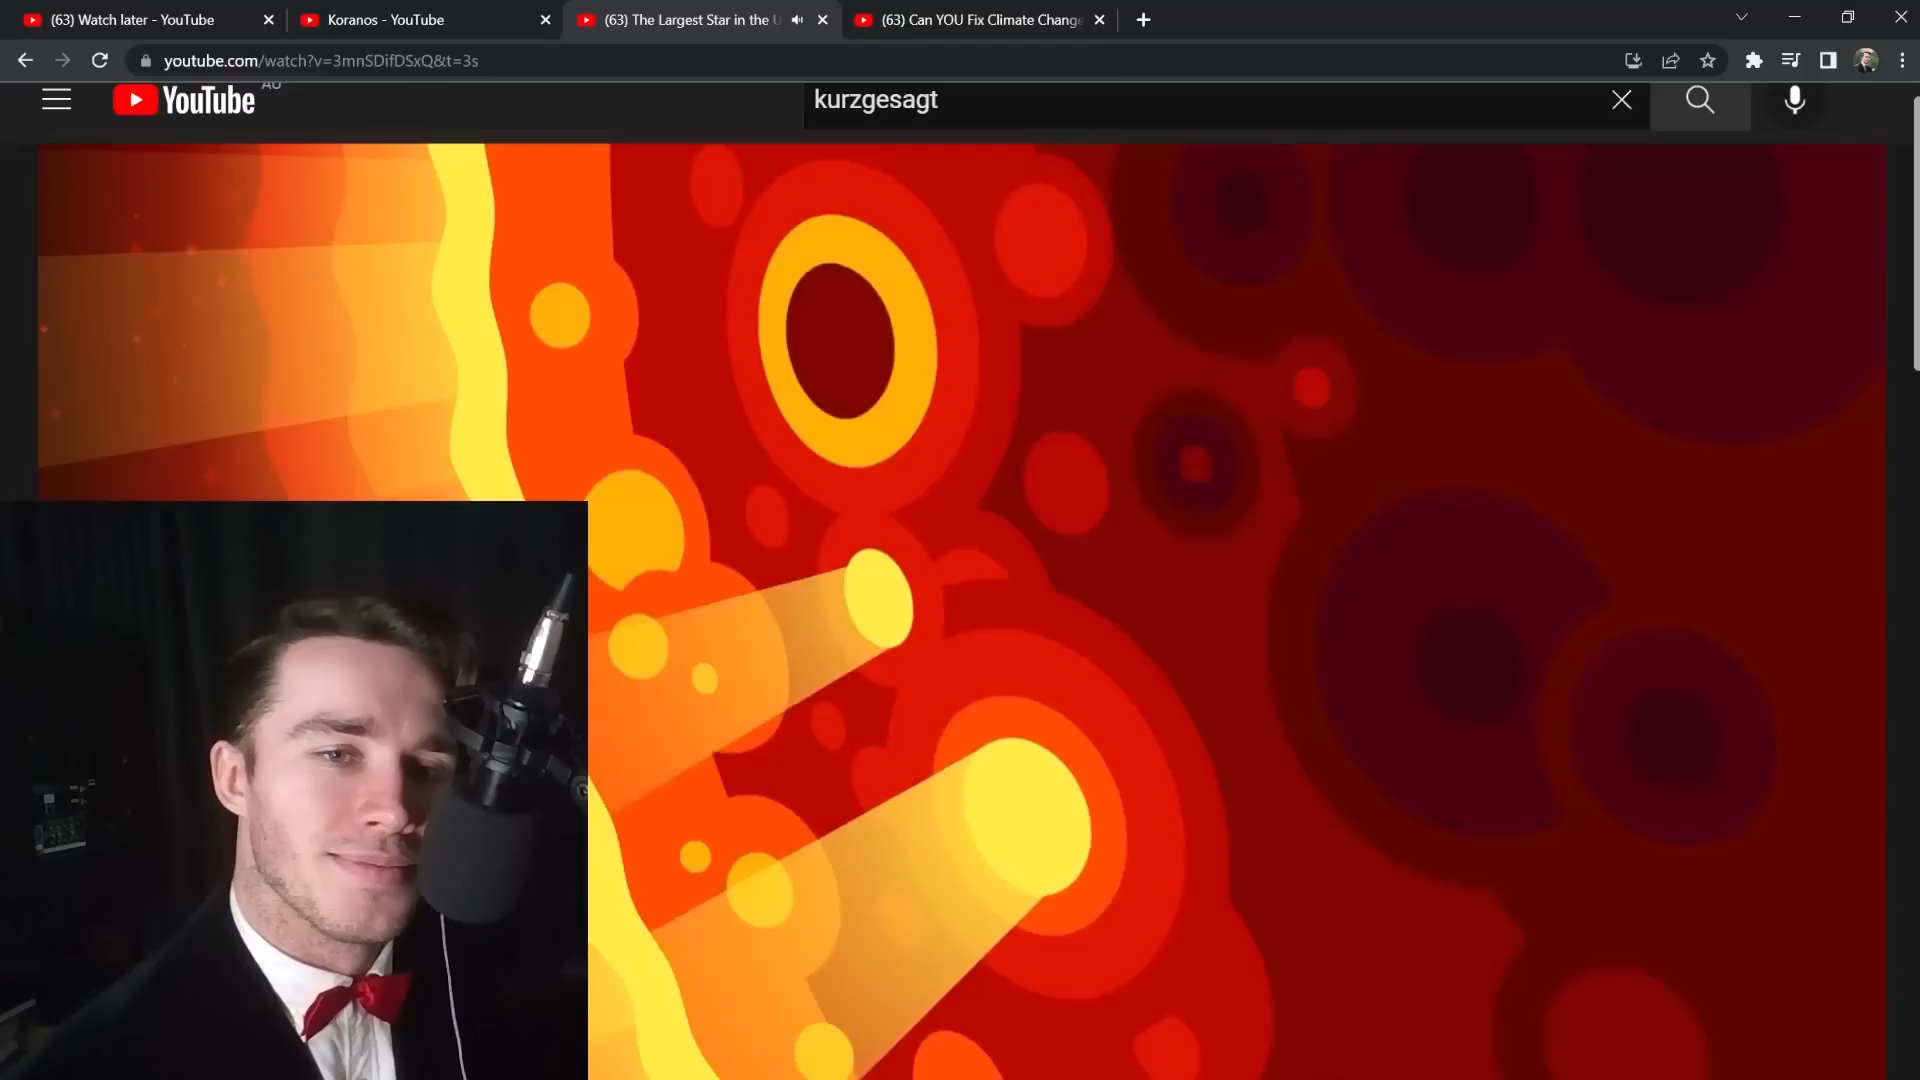 (63) Watch later - YouTube
Koranos - YouTube
(63) The Largest Star in the U
(63) Can YOU Fix Climate Change
youtube.com/watch?v=3mnSDifDSxQ&t=3s
YouTube
AU
kurzgesagt